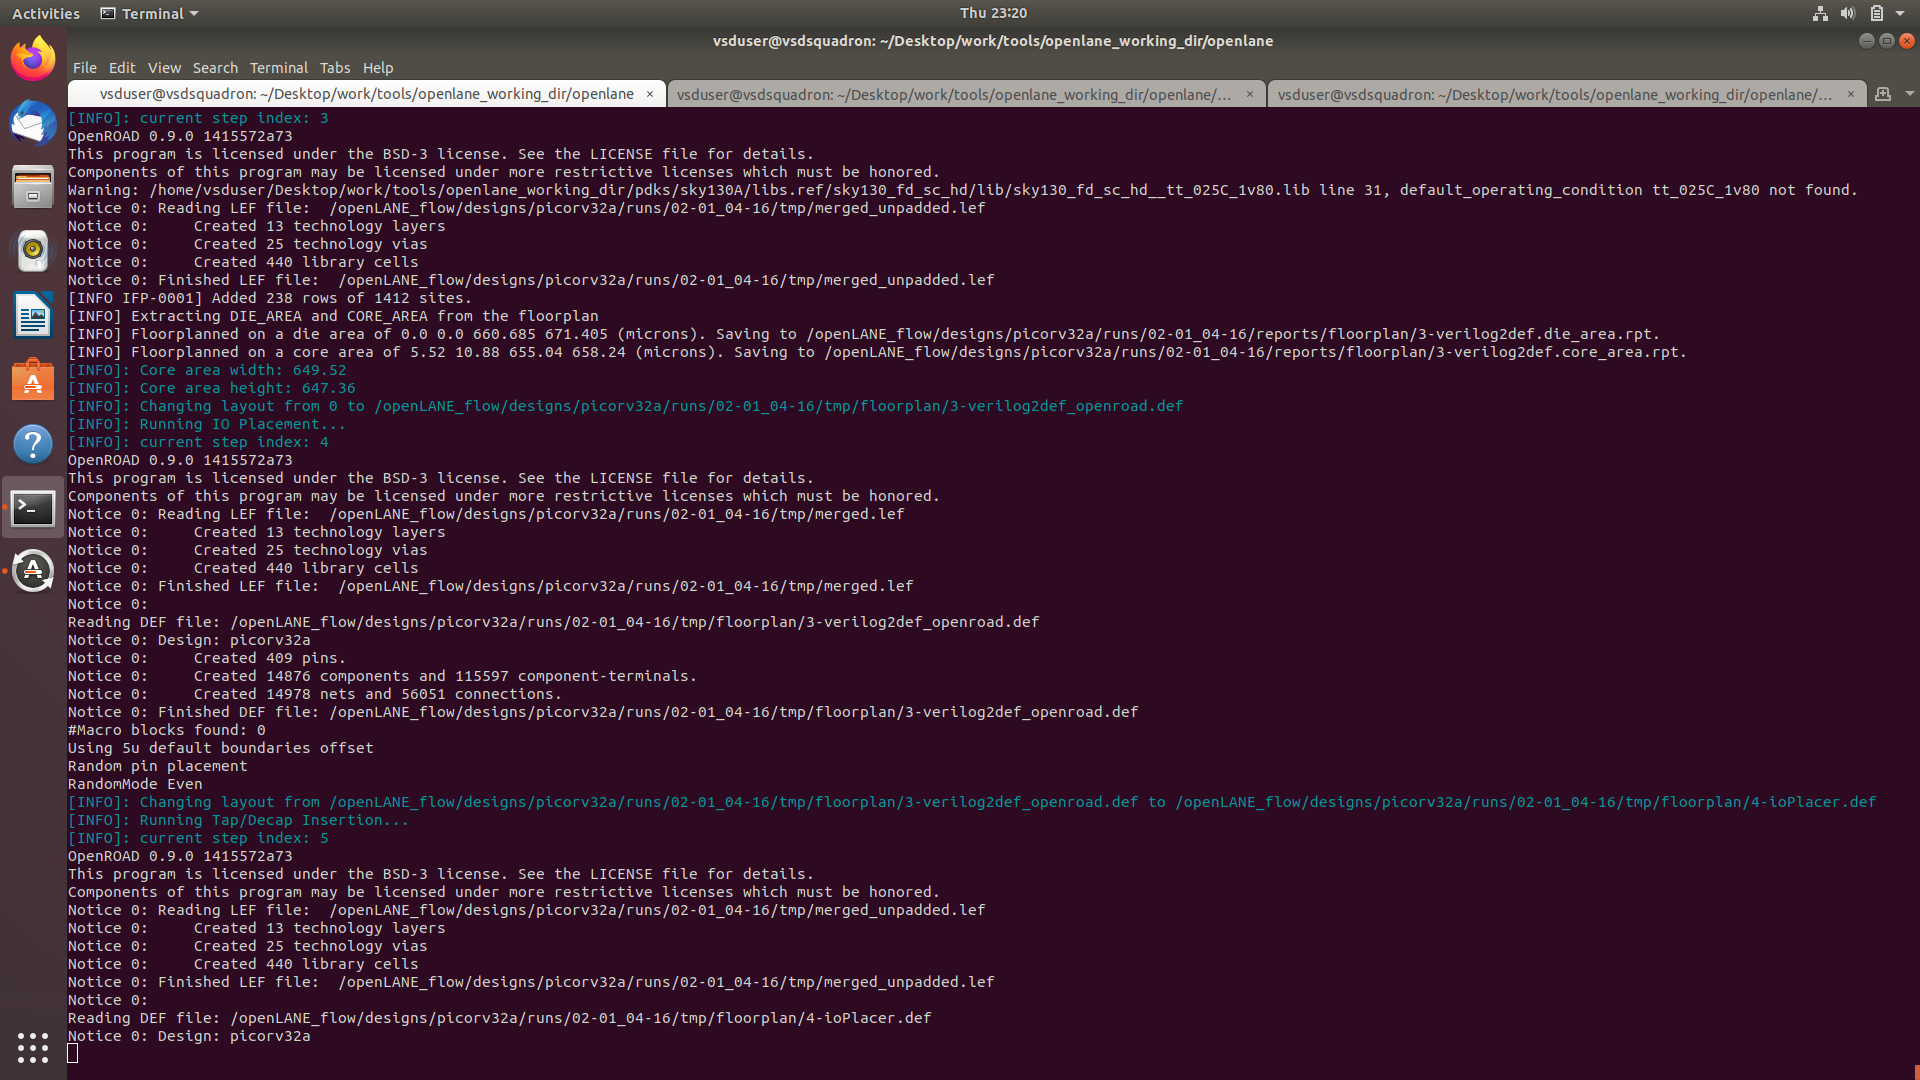 Activities
Terminal
Thu 23:20
vsduser@vsdsquadron: ~/Desktop/work/tools/openlane_working_dir/openlane
File Edit View Search Terminal Tabs Help
vsduser@vsdsquadron: ~/Desktop/work/tools/openlane_working_dir/openlane ×
vsduser@vsdsquadron: ~/Desktop/work/tools/openlane_working_dir/openlane/... ×
vsduser@vsdsquadron: ~/Desktop/work/tools/openlane_working_dir/openlane/... ×
[INFO]: current step index: 3
OpenROAD 0.9.0 1415572a73
This program is licensed under the BSD-3 license. See the LICENSE file for details.
Components of this program may be licensed under more restrictive licenses which must be honored.
Warning: /home/vsduser/Desktop/work/tools/openlane_working_dir/pdks/sky130A/libs.ref/sky130_fd_sc_hd/lib/sky130_fd_sc_hd__tt_025C_1v80.lib line 31, default_operating_condition tt_025C_1v80 not found.
Notice 0: Reading LEF file:  /openLANE_flow/designs/picorv32a/runs/02-01_04-16/tmp/merged_unpadded.lef
Notice 0:     Created 13 technology layers
Notice 0:     Created 25 technology vias
Notice 0:     Created 440 library cells
Notice 0: Finished LEF file:  /openLANE_flow/designs/picorv32a/runs/02-01_04-16/tmp/merged_unpadded.lef
[INFO IFP-0001] Added 238 rows of 1412 sites.
[INFO] Extracting DIE_AREA and CORE_AREA from the floorplan
[INFO] Floorplanned on a die area of 0.0 0.0 660.685 671.405 (microns). Saving to /openLANE_flow/designs/picorv32a/runs/02-01_04-16/reports/floorplan/3-verilog2def.die_area.rpt.
[INFO] Floorplanned on a core area of 5.52 10.88 655.04 658.24 (microns). Saving to /openLANE_flow/designs/picorv32a/runs/02-01_04-16/reports/floorplan/3-verilog2def.core_area.rpt.
[INFO]: Core area width: 649.52
[INFO]: Core area height: 647.36
[INFO]: Changing layout from 0 to /openLANE_flow/designs/picorv32a/runs/02-01_04-16/tmp/floorplan/3-verilog2def_openroad.def
[INFO]: Running IO Placement...
[INFO]: current step index: 4
OpenROAD 0.9.0 1415572a73
This program is licensed under the BSD-3 license. See the LICENSE file for details.
Components of this program may be licensed under more restrictive licenses which must be honored.
Notice 0: Reading LEF file:  /openLANE_flow/designs/picorv32a/runs/02-01_04-16/tmp/merged.lef
Notice 0:     Created 13 technology layers
Notice 0:     Created 25 technology vias
Notice 0:     Created 440 library cells
Notice 0: Finished LEF file:  /openLANE_flow/designs/picorv32a/runs/02-01_04-16/tmp/merged.lef
Notice 0:
Reading DEF file: /openLANE_flow/designs/picorv32a/runs/02-01_04-16/tmp/floorplan/3-verilog2def_openroad.def
Notice 0: Design: picorv32a
Notice 0:     Created 409 pins.
Notice 0:     Created 14876 components and 115597 component-terminals.
Notice 0:     Created 14978 nets and 56051 connections.
Notice 0: Finished DEF file: /openLANE_flow/designs/picorv32a/runs/02-01_04-16/tmp/floorplan/3-verilog2def_openroad.def
#Macro blocks found: 0
Using 5u default boundaries offset
Random pin placement
RandomMode Even
[INFO]: Changing layout from /openLANE_flow/designs/picorv32a/runs/02-01_04-16/tmp/floorplan/3-verilog2def_openroad.def to /openLANE_flow/designs/picorv32a/runs/02-01_04-16/tmp/floorplan/4-ioPlacer.def
[INFO]: Running Tap/Decap Insertion...
[INFO]: current step index: 5
OpenROAD 0.9.0 1415572a73
This program is licensed under the BSD-3 license. See the LICENSE file for details.
Components of this program may be licensed under more restrictive licenses which must be honored.
Notice 0: Reading LEF file:  /openLANE_flow/designs/picorv32a/runs/02-01_04-16/tmp/merged_unpadded.lef
Notice 0:     Created 13 technology layers
Notice 0:     Created 25 technology vias
Notice 0:     Created 440 library cells
Notice 0: Finished LEF file:  /openLANE_flow/designs/picorv32a/runs/02-01_04-16/tmp/merged_unpadded.lef
Notice 0:
Reading DEF file: /openLANE_flow/designs/picorv32a/runs/02-01_04-16/tmp/floorplan/4-ioPlacer.def
Notice 0: Design: picorv32a